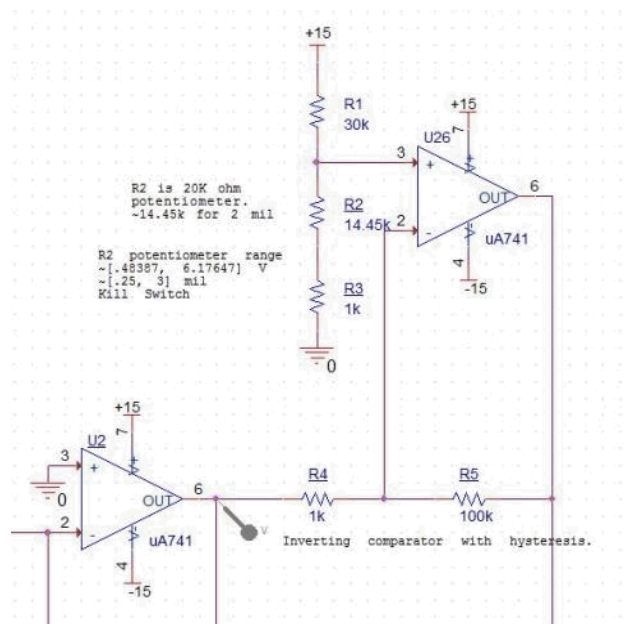 +15
R1
30k
+15
U26
7
3
+
R2 is 20K ohm
potentiometer.
~14.45k for 2 mil
OUT
6
R2
14.45k
2
-
uA741
R2 potentiometer range
~[.48387, 6.17647] V
~[.25, 3] mil
Kill Switch
4
-15
R3
1k
0
+15
U2
7
3
+
0
OUT
6
2
-
uA741
4
-15
R4
1k
R5
100k
V
Inverting comparator with hysteresis.